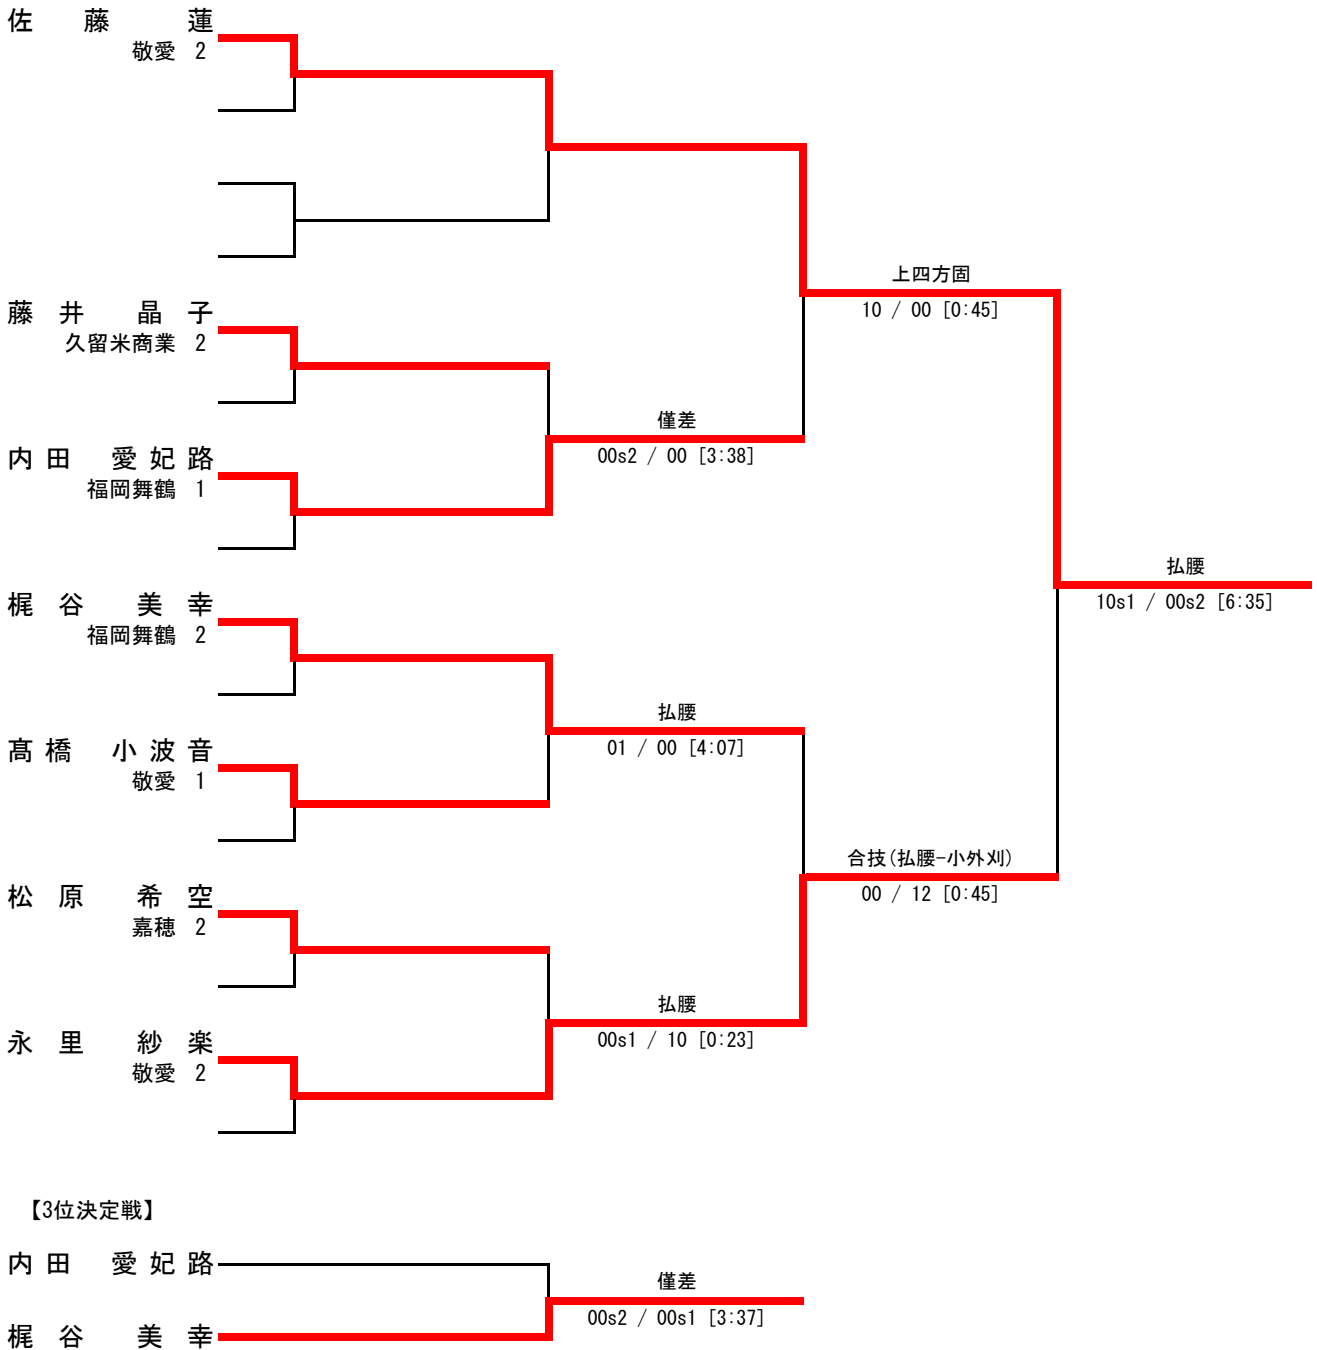 佐藤 蓮
敬愛 2
上四方固
10 / 00 [0:45]
藤井 晶子
久留米商業 2
僅差
00s2 / 00 [3:38]
内田 愛妃路
福岡舞鶴 1
払腰
10s1 / 00s2 [6:35]
梶谷 美幸
福岡舞鶴 2
払腰
01 / 00 [4:07]
髙橋 小波音
敬愛 1
合技(払腰-小外刈)
00 / 12 [0:45]
松原 希空
嘉穂 2
払腰
00s1 / 10 [0:23]
永里 紗楽
敬愛 2
【3位決定戦】
内田 愛妃路
僅差
00s2 / 00s1 [3:37]
梶谷 美幸